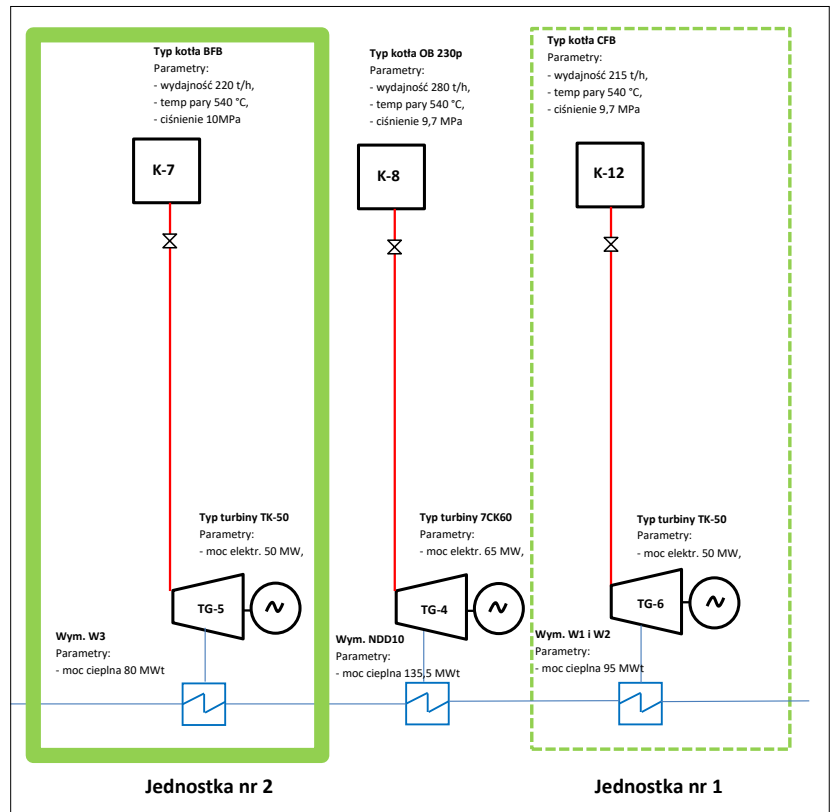 Typ kotła BFB
Parametry:
- wydajność 220 t/h,
- temp pary 540 °C,
- ciśnienie 10MPa
Typ kotła OB 230p
Parametry:
- wydajność 280 t/h,
- temp pary 540 °C,
- ciśnienie 9,7 MPa
Typ kotła CFB
Parametry:
- wydajność 215 t/h,
- temp pary 540 °C,
- ciśnienie 9,7 MPa
K-7
K-8
K-12
Typ turbiny TK-50
Parametry:
- moc elektr. 50 MW,
Typ turbiny 7CK60
Parametry:
- moc elektr. 65 MW,
Typ turbiny TK-50
Parametry:
- moc elektr. 50 MW,
TG-5
TG-4
TG-6
Wym. W3
Parametry:
- moc cieplna 80 MWt
Wym. NDD10
Parametry:
- moc cieplna 135,5 MWt
Wym. W1 i W2
Parametry:
- moc cieplna 95 MWt
Jednostka nr 2
Jednostka nr 1